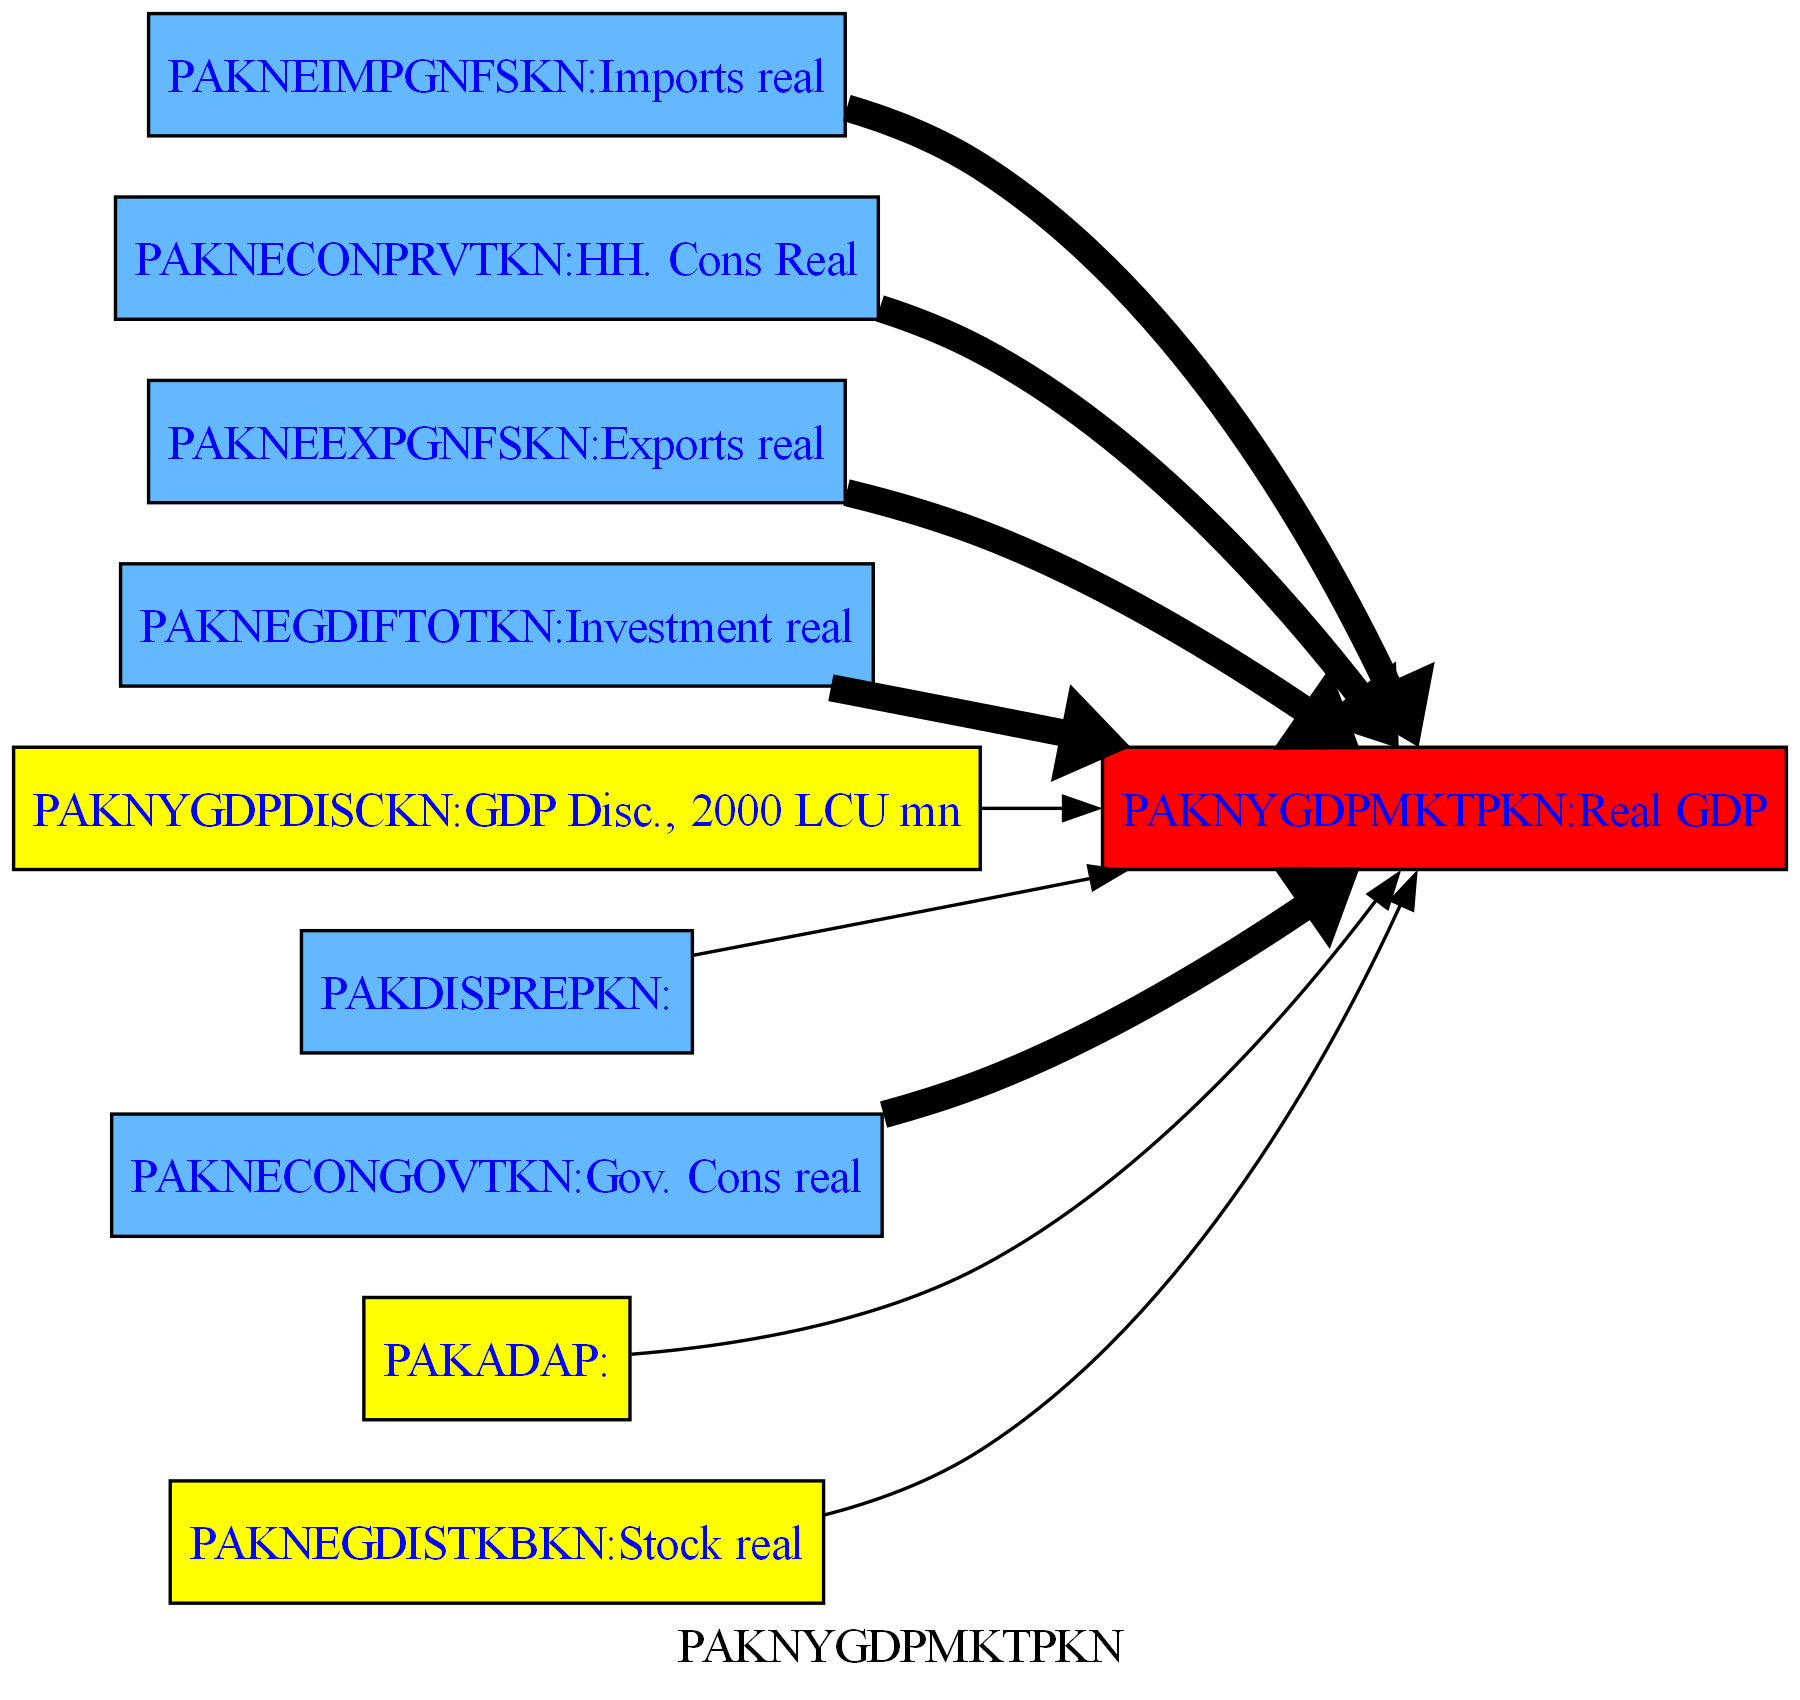 PAKNEIMPGNFSKN:Imports real
PAKNECONPRVTKN:HH. Cons Real
PAKNEEXPGNFSKN:Exports real
PAKNEGDIFTOTKN:Investment real
PAKNYGDPDISCKN:GDP Disc., 2000 LCU mn
PAKNYGDPMKTPKN:Real GDP
PAKDISPREPKN:
PAKNECONGOVTKN:Gov. Cons real
PAKADAP:
PAKNEGDISTKBKN:Stock real
PAKNYGDPMKTPKN